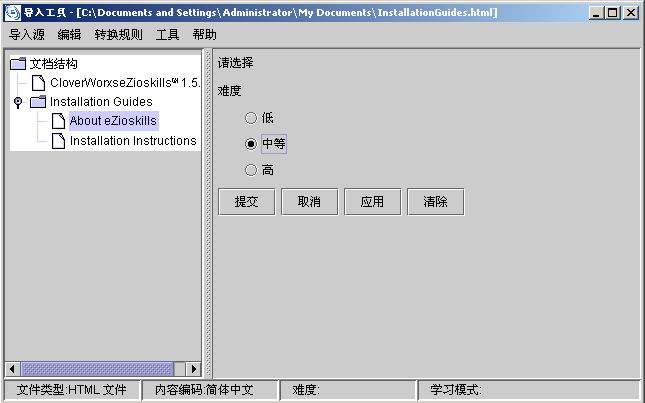 导入工具 - [C:\Documents and Settings\Administrator\My Documents\InstallationGuides.html]
导入源 编辑 转换规则 工具 帮助
文档结构
CloverWorxseZioskills℠ 1.5.
Installation Guides
About eZioskills
Installation Instructions
请选择
难度
低
中等
高
提交 取消 应用 清除
文件类型:HTML 文件 内容编码:简体中文 难度: 学习模式: